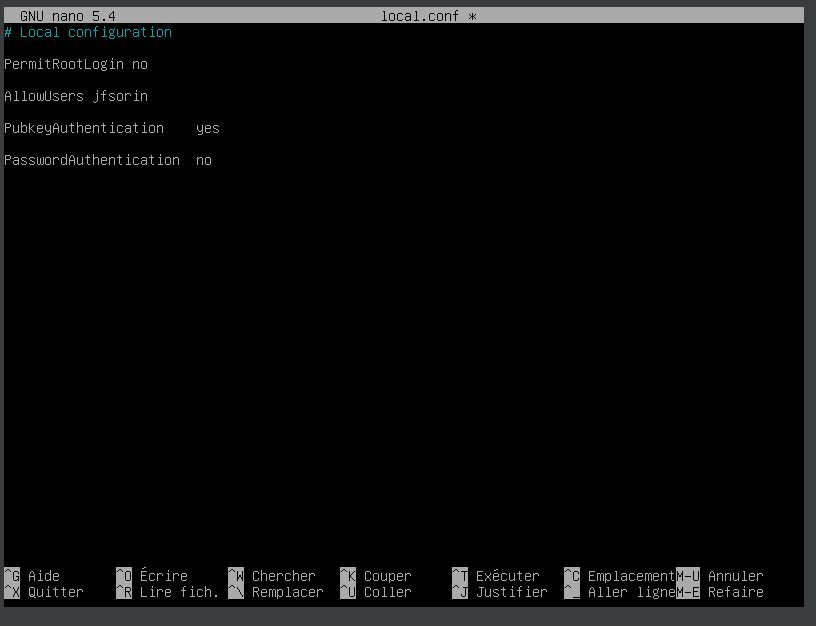 GNU nano 5.4 local.conf *
# Local configuration
PermitRootLogin no
AllowUsers jfsorin
PubkeyAuthentication yes
PasswordAuthentication no
^G Aide ^O Écrire ^W Chercher ^K Couper ^T Exécuter ^C Emplacement M-U Annuler
^X Quitter ^R Lire fich. ^\ Remplacer ^U Coller ^J Justifier ^_ Aller ligne M-E Refaire